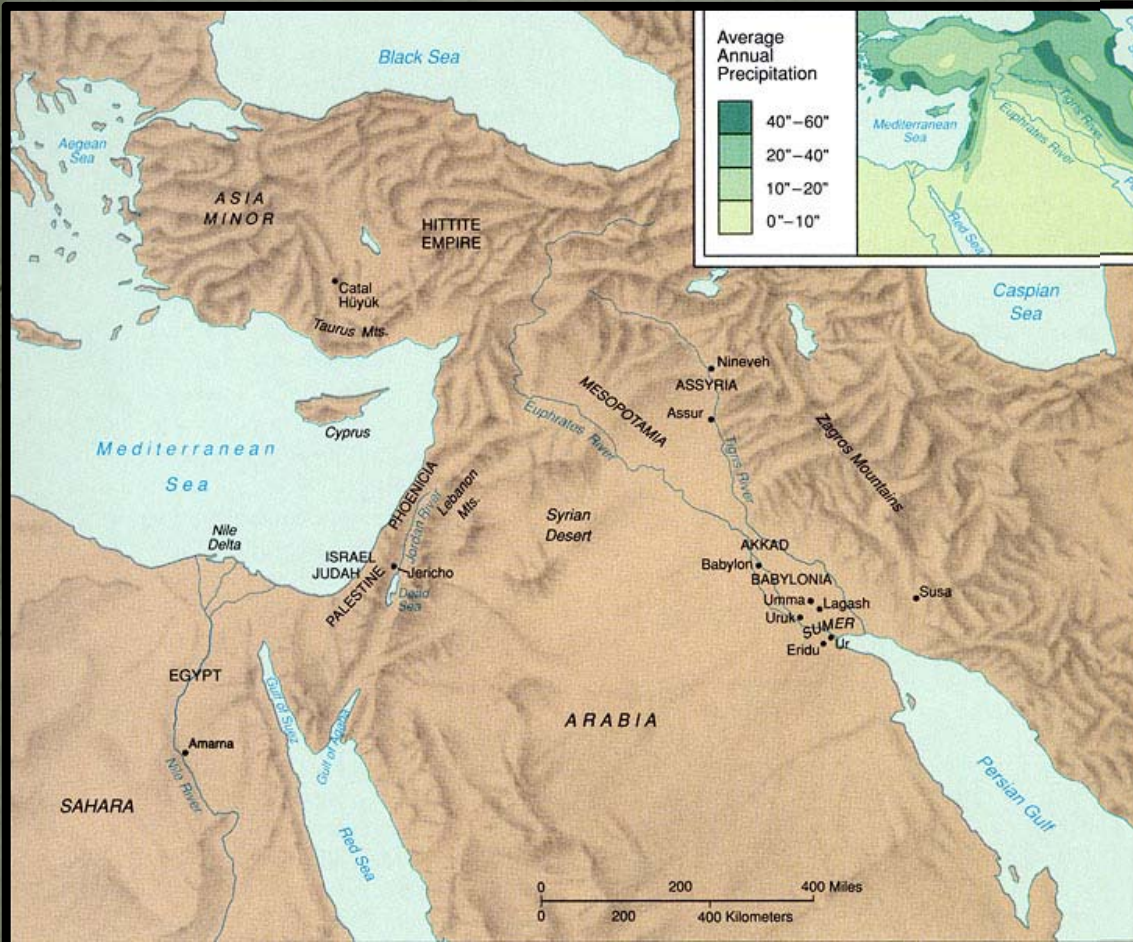 Black Sea
Average
Annual
Precipitation
40"–60"
20"–40"
10"–20"
0"–10"
Mediterranean
Sea
Tigris River
Euphrates River
Red Sea
Aegean
Sea
ASIA
MINOR
HITTITE
EMPIRE
Catal
Hüyük
Taurus Mts.
Caspian
Sea
Nineveh
ASSYRIA
MESOPOTAMIA
Assur
Euphrates River
Tigris River
Zagros Mountains
Cyprus
Mediterranean
Sea
PHOENICIA
Jordan River
Lebanon
Mts.
Syrian
Desert
Nile
Delta
ISRAEL
JUDAH
Jericho
PALESTINE
Dead
Sea
AKKAD
Babylon
BABYLONIA
Umma
Lagash
Susa
Uruk
SUMER
Ur
Eridu
EGYPT
Gulf of Suez
Gulf of Aqaba
ARABIA
Amarna
Nile River
SAHARA
Red Sea
Persian Gulf
0 200 400 Miles
0 200 400 Kilometers